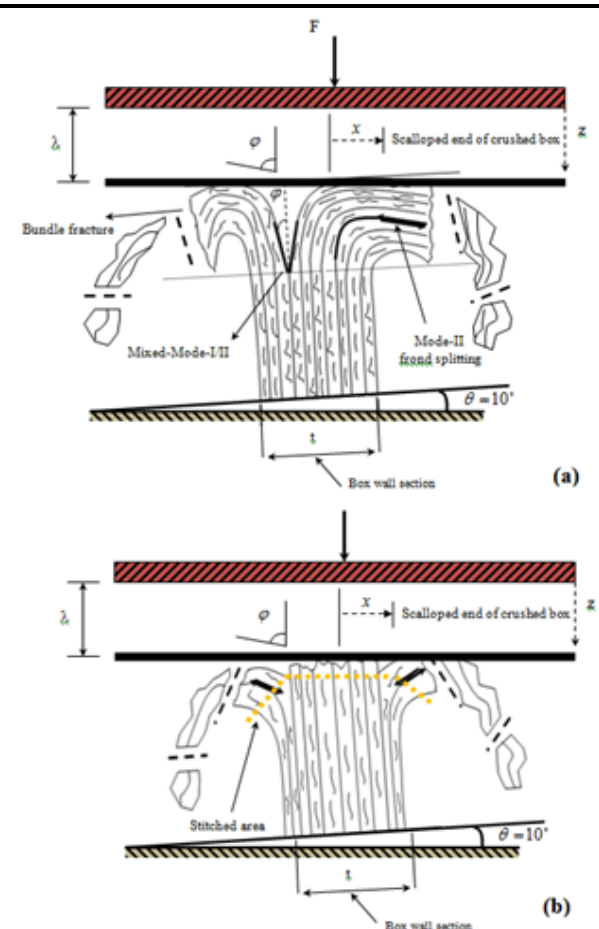 F
λ
φ
x
Scalloped end of crushed box
z
φ
Bundle fracture
Mixed-Mode-I/II
Mode-II
frond splitting
θ = 10°
t
Box wall section
(a)
λ
φ
x
Scalloped end of crushed box
z
Stitched area
θ = 10°
t
Box wall section
(b)